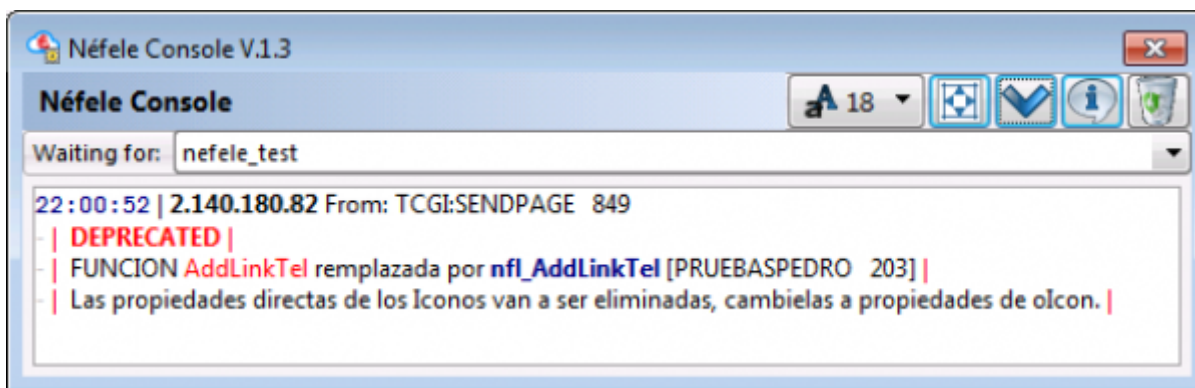 Néfele Console V.1.3
Néfele Console
aA 18
Waiting for: nefele_test
22:00:52 | 2.140.180.82 From: TCGI:SENDPAGE 849
| DEPRECATED |
| FUNCION AddLinkTel remplazada por nfl_AddLinkTel [PRUEBASPEDRO 203] |
| Las propiedades directas de los Iconos van a ser eliminadas, cambielas a propiedades de oIcon. |